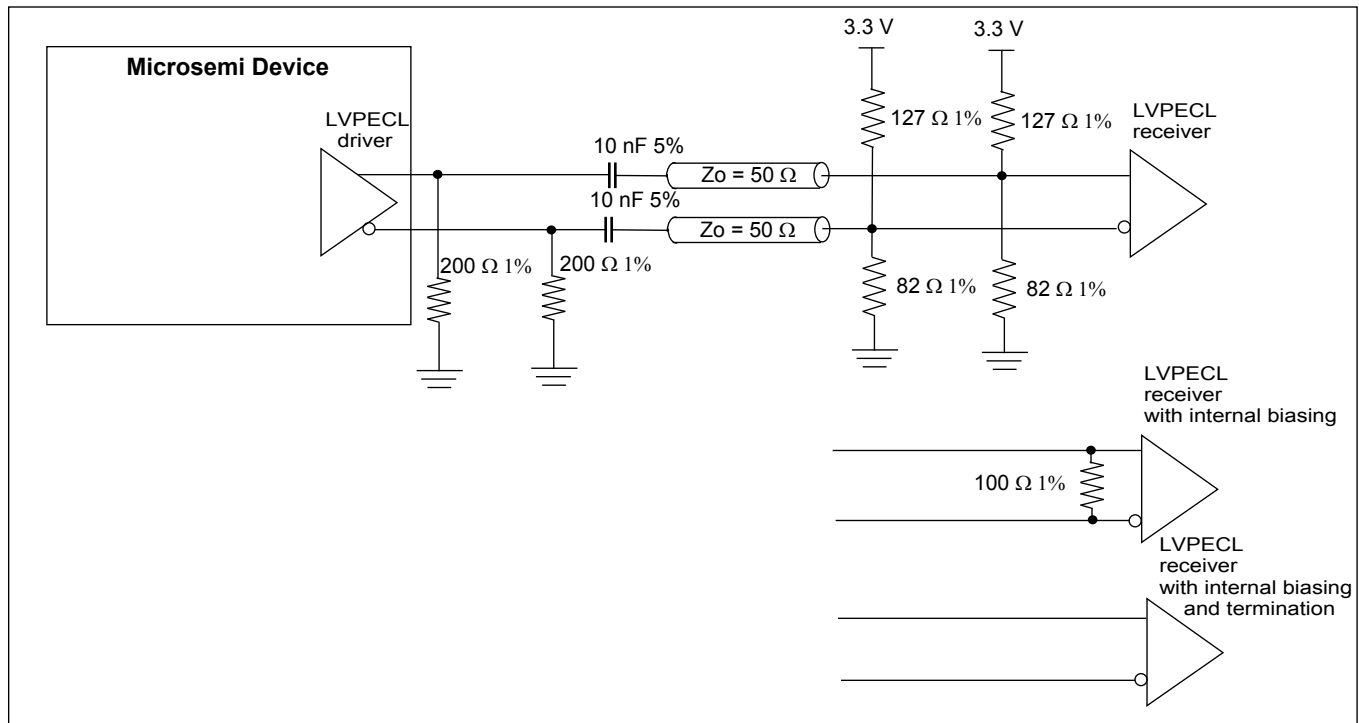 3.3 V 3.3 V
Microsemi Device
LVPECL
driver
127 Ω 1% 127 Ω 1%
LVPECL
receiver
10 nF 5%
Zo = 50 Ω
10 nF 5%
Zo = 50 Ω
200 Ω 1% 200 Ω 1%
82 Ω 1% 82 Ω 1%
LVPECL
receiver
with internal biasing
100 Ω 1%
LVPECL
receiver
with internal biasing
and termination